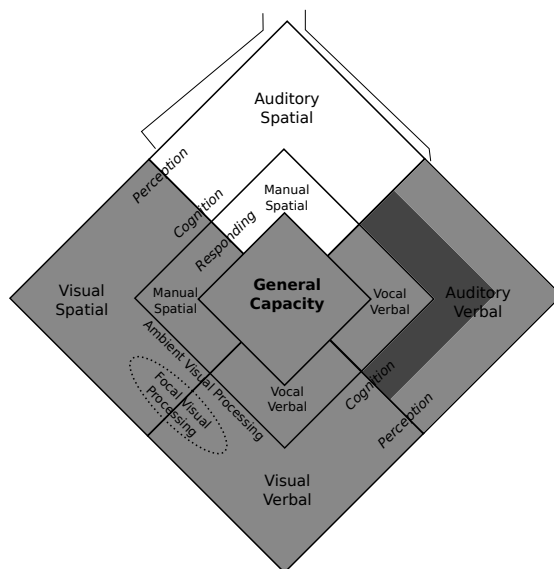 Auditory
Spatial
Perception
Cognition
Responding
Manual
Spatial
General
Capacity
Visual
Spatial
Manual
Spatial
Vocal
Verbal
Auditory
Verbal
Ambient Visual Processing
Focal Visual
Processing
Vocal
Verbal
Cognition
Perception
Visual
Verbal